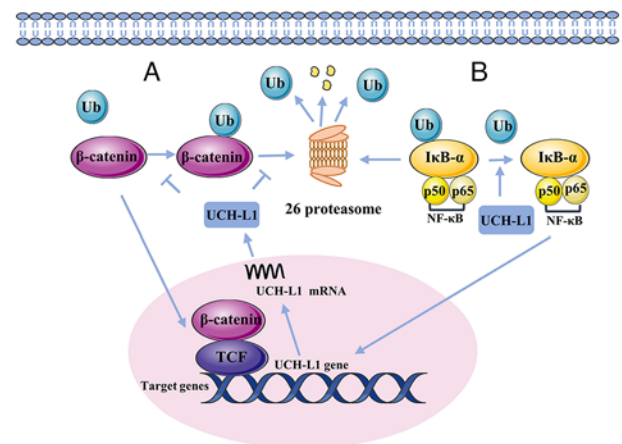 A
B
Ub
Ub
Ub
Ub
Ub
Ub
β-catenin
β-catenin
IκB-α
IκB-α
p50
p65
p50
p65
NF-κB
NF-κB
UCH-L1
UCH-L1
26 proteasome
UCH-L1 mRNA
β-catenin
TCF
UCH-L1 gene
Target genes